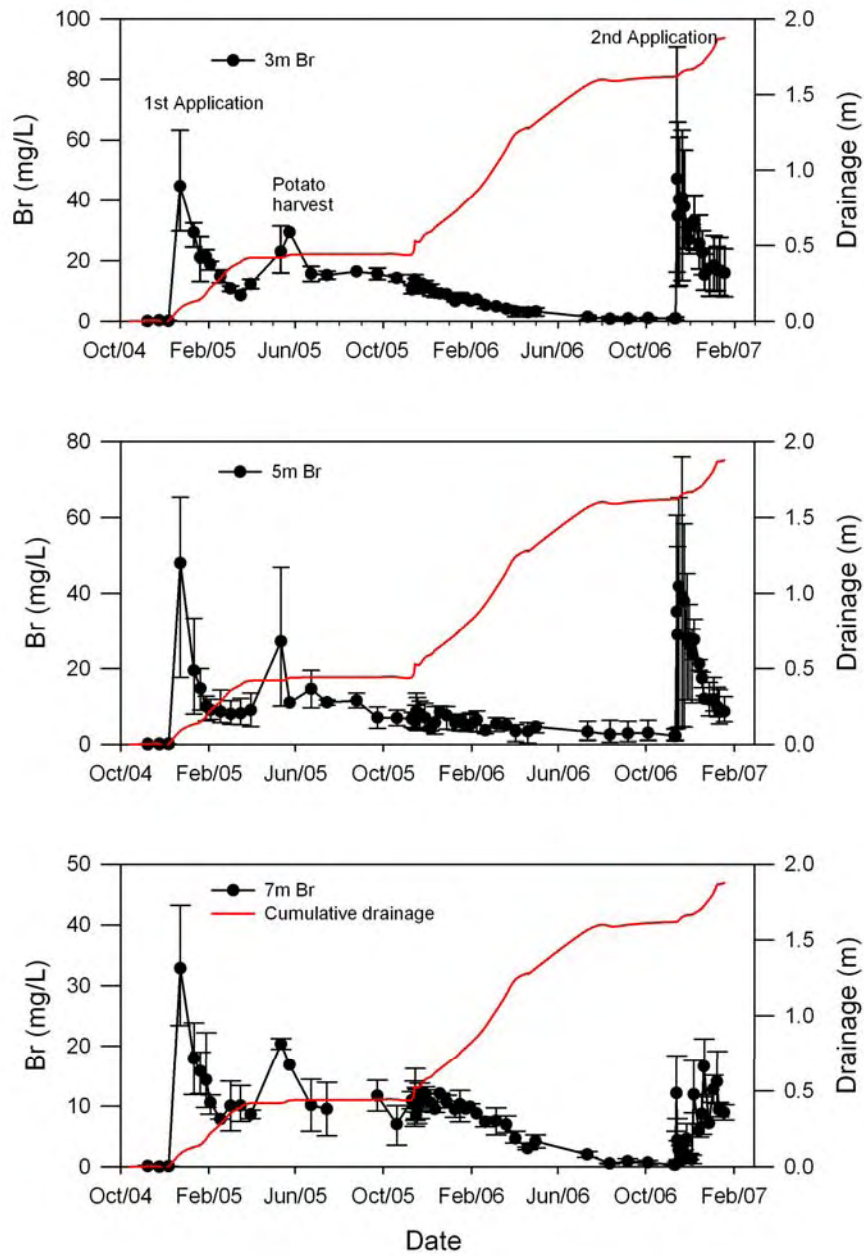 100
80
60
40
20
0
Br (mg/L)
3m Br
1st Application
Potato
harvest
2nd Application
2.0
1.5
1.0
0.5
0.0
Drainage (m)
Oct/04 Feb/05 Jun/05 Oct/05 Feb/06 Jun/06 Oct/06 Feb/07
80
60
40
20
0
Br (mg/L)
5m Br
2.0
1.5
1.0
0.5
0.0
Drainage (m)
Oct/04 Feb/05 Jun/05 Oct/05 Feb/06 Jun/06 Oct/06 Feb/07
50
40
30
20
10
0
Br (mg/L)
7m Br
Cumulative drainage
2.0
1.5
1.0
0.5
0.0
Drainage (m)
Oct/04 Feb/05 Jun/05 Oct/05 Feb/06 Jun/06 Oct/06 Feb/07
Date